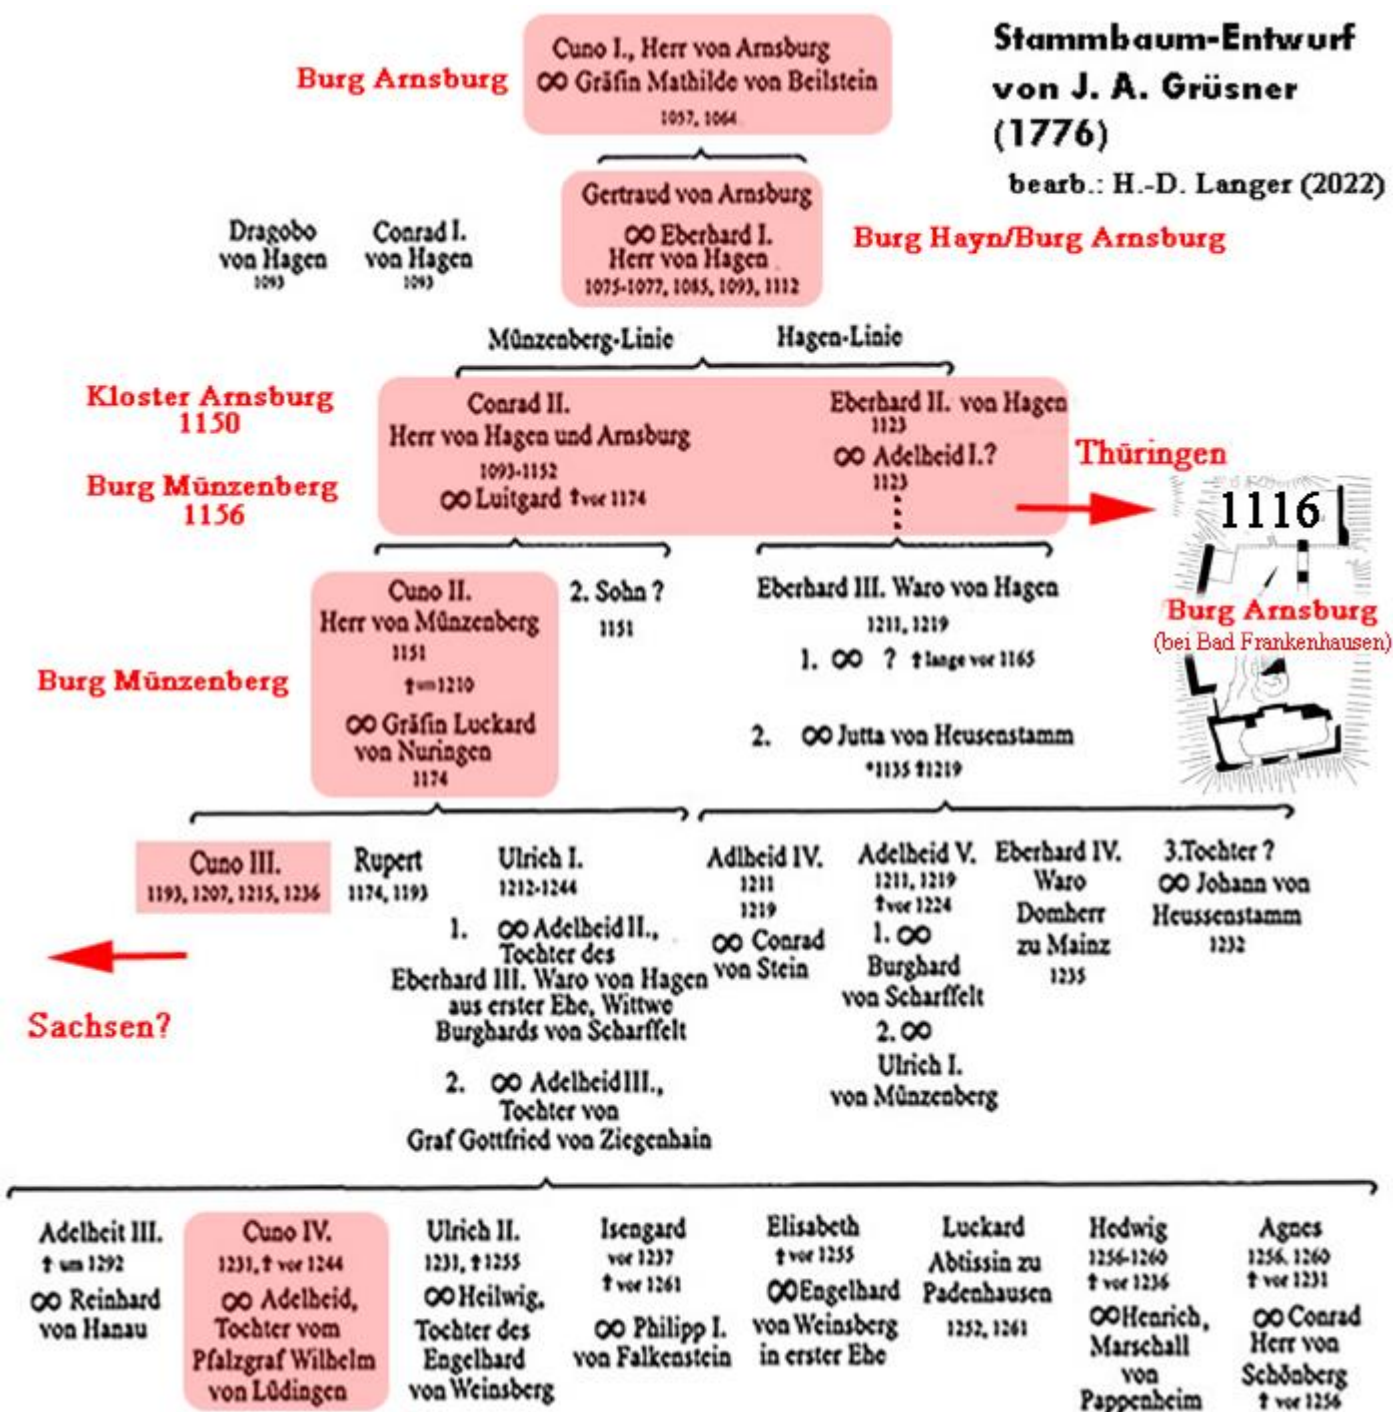 Stammbaum-Entwurf
von J. A. Grüsner
(1776)
bearb.: H.-D. Langer (2022)
Burg Arnsburg
Cuno I., Herr von Arnsburg
∞ Gräfin Mathilde von Beilstein
1057, 1064
Gertraud von Arnsburg
∞ Eberhard I.
Herr von Hagen
1075-1077, 1085, 1093, 1112
Dragobo
von Hagen
1093
Conrad I.
von Hagen
1093
Burg Hayn/Burg Arnsburg
Münzenberg-Linie
Hagen-Linie
Kloster Arnsburg
1150
Burg Münzenberg
1156
Conrad II.
Herr von Hagen und Arnsburg
1093-1152
∞ Luitgard † vor 1174
Eberhard II. von Hagen
1123
∞ Adelheid I.?
1123
Thüringen
1116
Burg Arnsburg
(bei Bad Frankenhausen)
Burg Münzenberg
Cuno II.
Herr von Münzenberg
1151
† um 1210
∞ Gräfin Luckard
von Nuringen
1174
2. Sohn ?
1151
Eberhard III. Waro von Hagen
1211, 1219
1. ∞ ? † lange vor 1165
2. ∞ Jutta von Heusenstamm
*1135 †1219
Cuno III.
1193, 1207, 1215, 1236
Rupert
1174, 1193
Ulrich I.
1212-1244
1. ∞ Adelheid II.,
Tochter des
Eberhard III. Waro von Hagen
aus erster Ehe, Wittwe
Burghards von Scharffelt
2. ∞ Adelheid III.,
Tochter von
Graf Gottfried von Ziegenhain
Adlheid IV.
1211
1219
∞ Conrad
von Stein
Adelheid V.
1211, 1219
† vor 1224
1. ∞
Burghard
von Scharffelt
2. ∞
Ulrich I.
von Münzenberg
Eberhard IV.
Waro
Domherr
zu Mainz
1235
3.Tochter ?
∞ Johann von
Heussenstamm
1232
Sachsen?
Adelheit III.
† um 1292
∞ Reinhard
von Hanau
Cuno IV.
1231, † vor 1244
∞ Adelheid,
Tochter vom
Pfalzgraf Wilhelm
von Lüdingen
Ulrich II.
1231, † 1255
∞ Heilwig,
Tochter des
Engelhard
von Weinsberg
Isengard
vor 1237
† vor 1261
∞ Philipp I.
von Falkenstein
Elisabeth
† vor 1255
∞ Engelhard
von Weinsberg
in erster Ehe
Luckard
Abtissin zu
Padenhausen
1252, 1261
Hedwig
1256-1260
† vor 1236
∞ Henrich,
Marschall
von
Pappenheim
Agnes
1256, 1260
† vor 1231
∞ Conrad
Herr von
Schönberg
† vor 1256